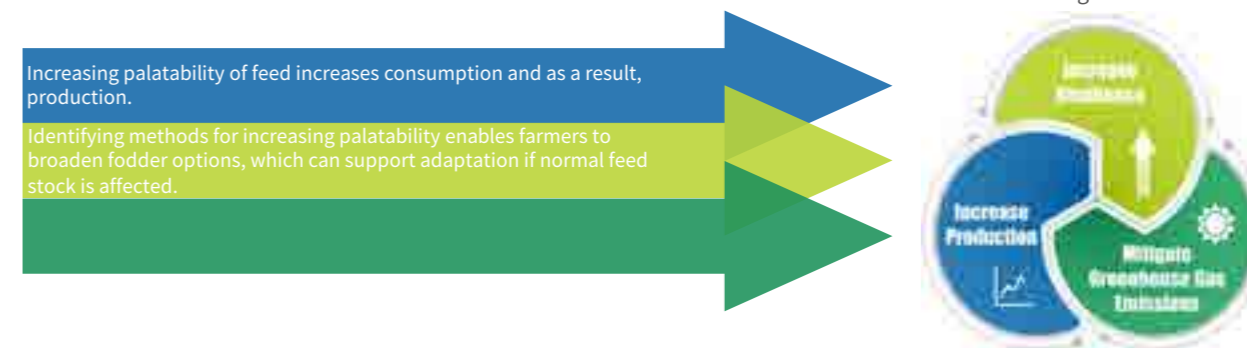 Increasing palatability of feed increases consumption and as a result,
production.
Identifying methods for increasing palatability enables farmers to
broaden fodder options, which can support adaptation if normal feed
stock is affected.
Increase
Production
Mitigate
Greenhouse Gas
Emissions